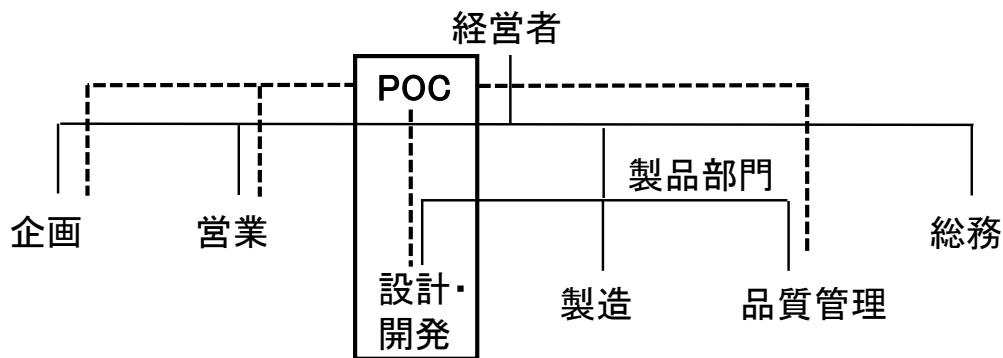 経営者
POC
製品部門
企画
営業
総務
設計・
開発
製造
品質管理